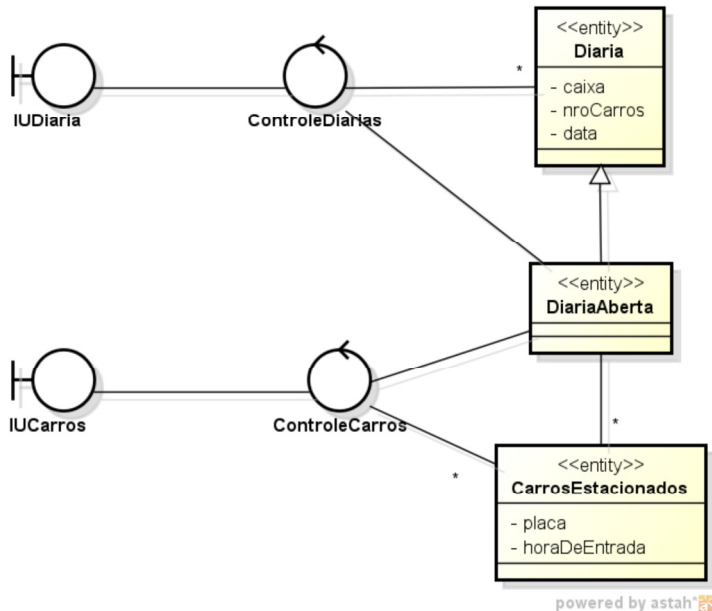 <<entity>>
Diaria
- caixa
- nroCarros
- data
*
IUDiaria
ControleDiarias
<<entity>>
DiariaAberta
IUCarros
ControleCarros
*
*
<<entity>>
CarrosEstacionados
- placa
- horaDeEntrada
powered by astah*